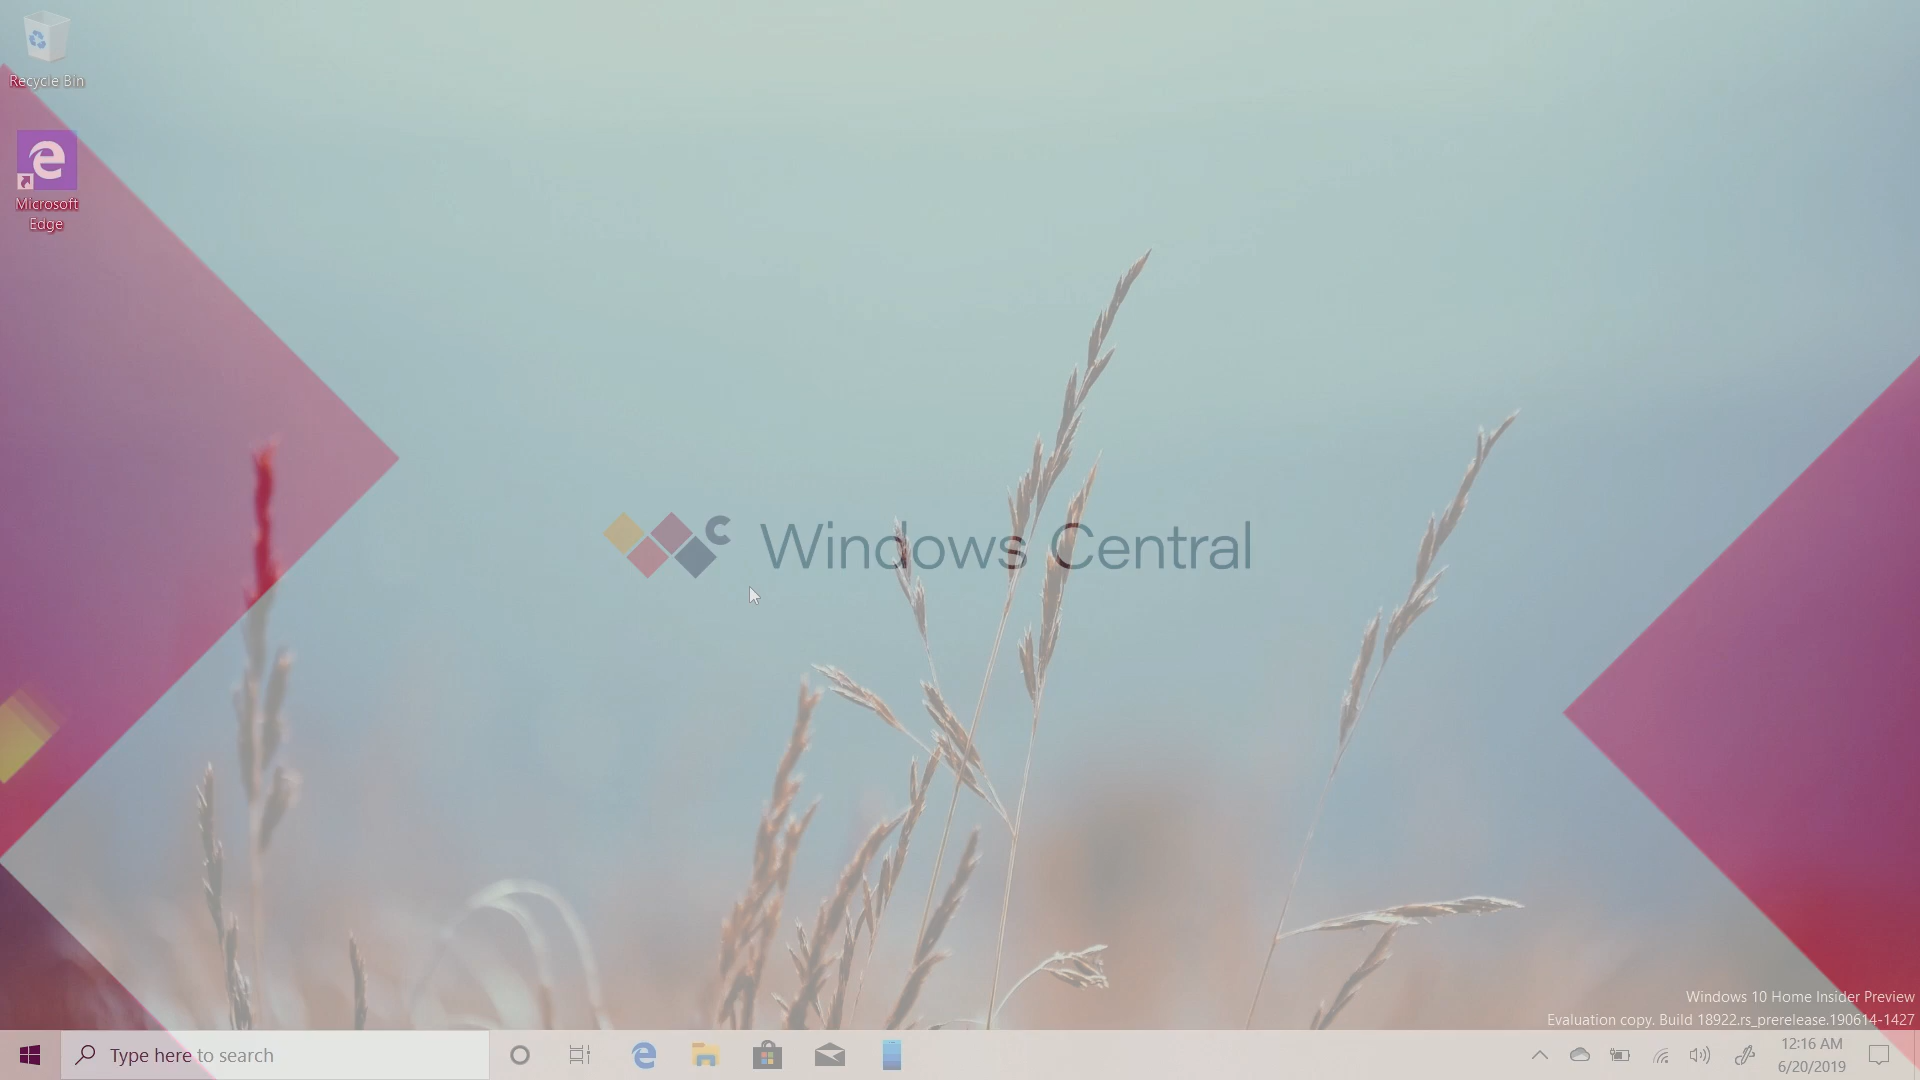 Recycle Bin
Microsoft
Edge
Windows Central
Windows 10 Home Insider Preview
Evaluation copy. Build 18922.rs_prerelease.190614-1427
Type here to search
12:16 AM
6/20/2019